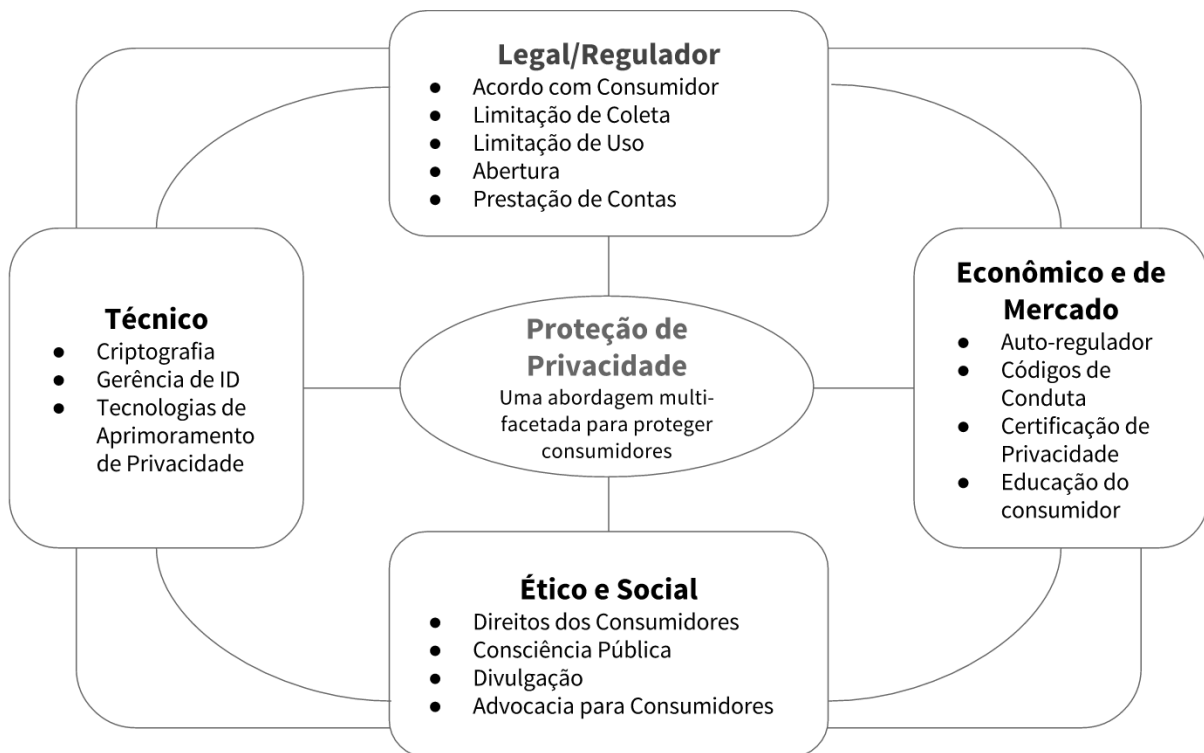 Legal/Regulador
● Acordo com Consumidor
● Limitação de Coleta
● Limitação de Uso
● Abertura
● Prestação de Contas
Técnico
● Criptografia
● Gerência de ID
● Tecnologias de
Aprimoramento
de Privacidade
Proteção de
Privacidade
Uma abordagem multi-
facetada para proteger
consumidores
Econômico e de
Mercado
● Auto-regulador
● Códigos de
Conduta
● Certificação de
Privacidade
● Educação do
consumidor
Ético e Social
● Direitos dos Consumidores
● Consciência Pública
● Divulgação
● Advocacia para Consumidores